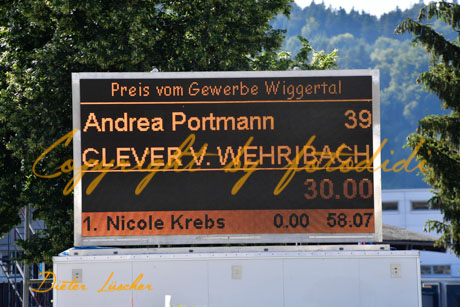 Preis vom Gewerbe Wiggertal
Andrea Portmann 39
CLEVER V. WEHRIBACH
Copyright by fotodidi.ch
30.00
1. Nicole Krebs 0.00 58.07
Dieter Lüscher